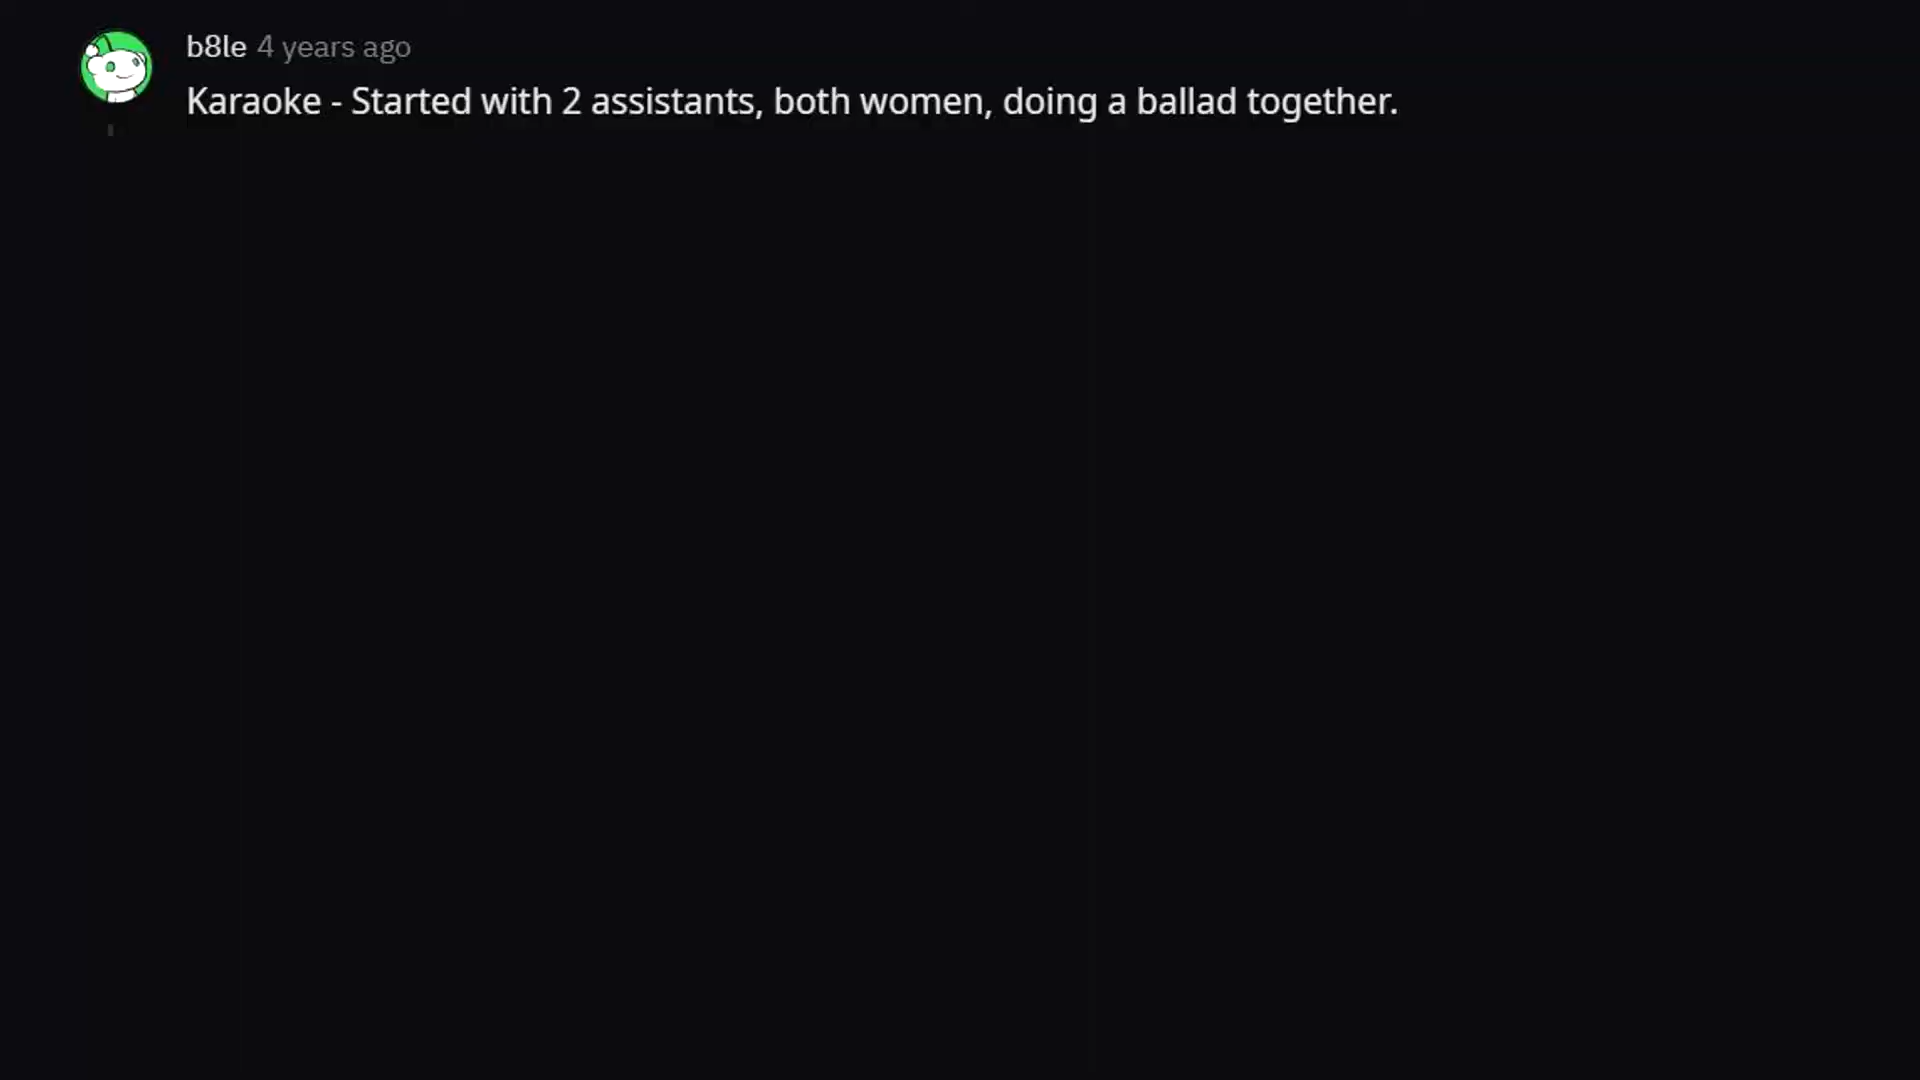 b8le 4 years ago
Karaoke - Started with 2 assistants, both women, doing a ballad together.